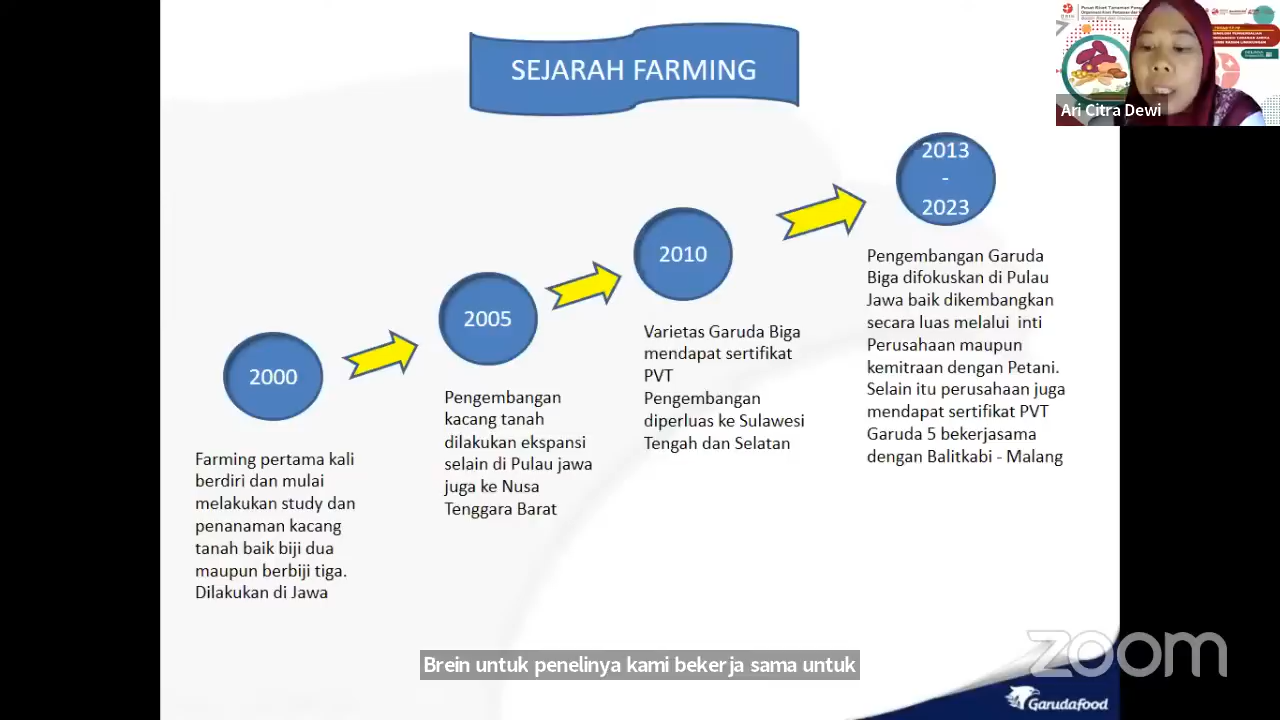 SEJARAH FARMING
Ari Citra Dewi
2000
Farming pertama kali
berdiri dan mulai
melakukan study dan
penanaman kacang
tanah baik biji dua
maupun berbiji tiga.
Dilakukan di Jawa
2005
Pengembangan
kacang tanah
dilakukan ekspansi
selain di Pulau jawa
juga ke Nusa
Tenggara Barat
2010
Varietas Garuda Biga
mendapat sertifikat
PVT
Pengembangan
diperluas ke Sulawesi
Tengah dan Selatan
2013
-
2023
Pengembangan Garuda
Biga difokuskan di Pulau
Jawa baik dikembangkan
secara luas melalui inti
Perusahaan maupun
kemitraan dengan Petani.
Selain itu perusahaan juga
mendapat sertifikat PVT
Garuda 5 bekerjasama
dengan Balitkabi - Malang
Brein untuk penelinya kami bekerja sama untuk
zoom
Garudafood